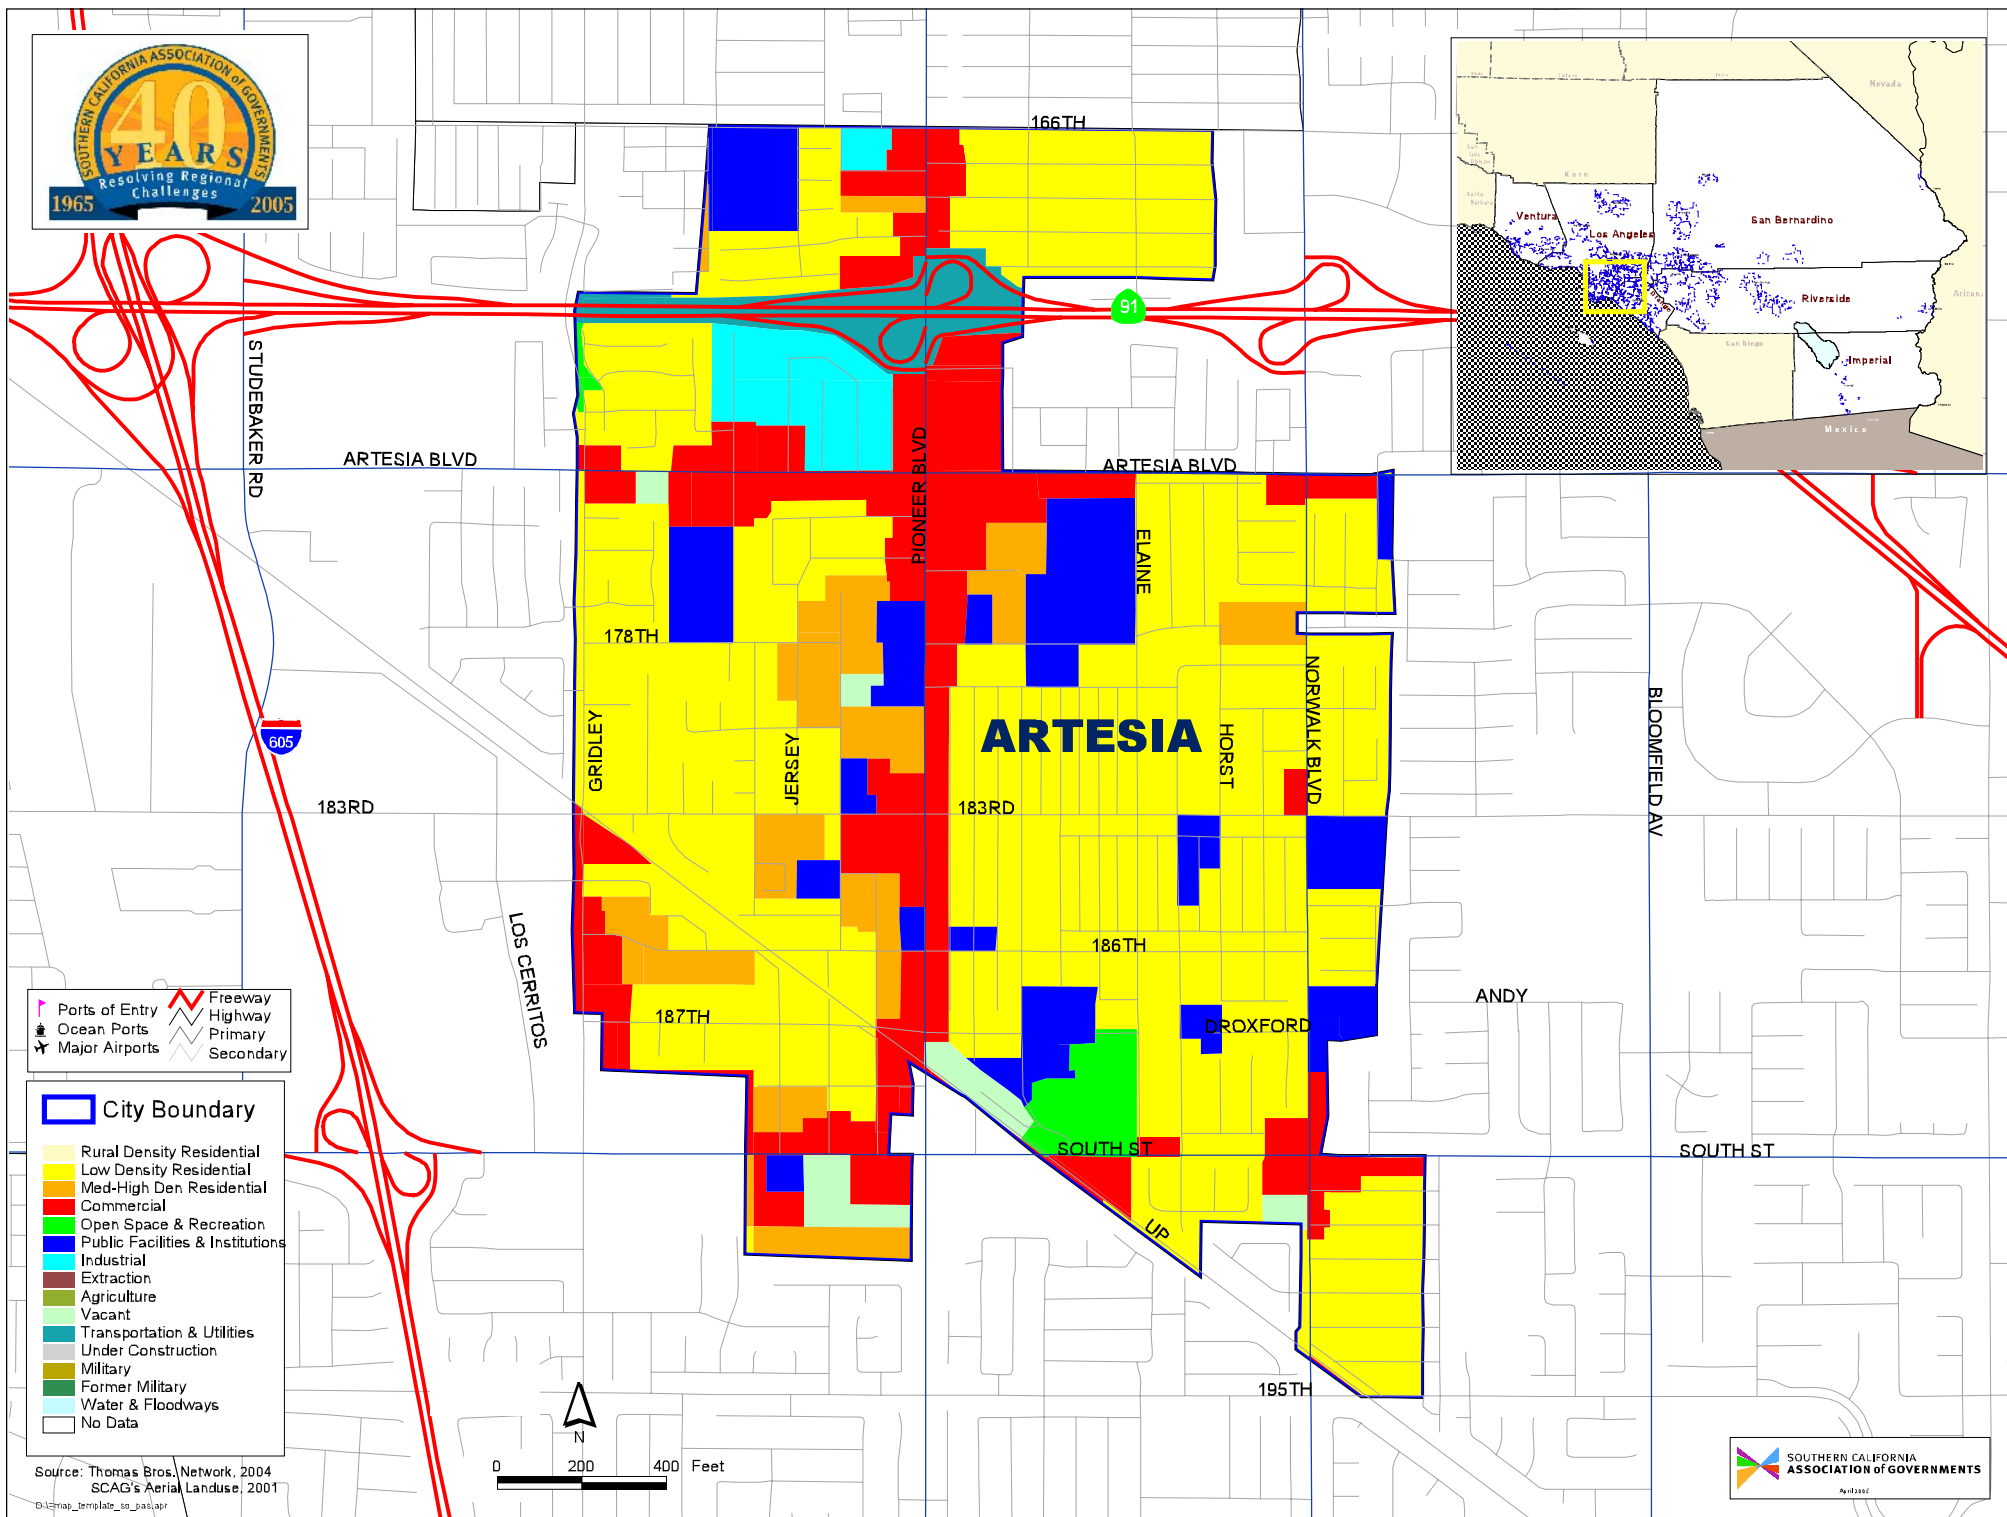 SOUTHERN CALIFORNIA ASSOCIATION of GOVERNMENTS
40
YEARS
Resolving Regional
Challenges
1965
2005
166TH
Nevada
Kern
Ventura
Los Angeles
San Bernardino
Riverside
Arizona
San Diego
Imperial
Mexico
91
STUDEBAKER RD
ARTESIA BLVD
PIONEER BLVD
ARTESIA BLVD
ELAINE
178TH
NORWALK BLVD
BLOOMFIELD AV
605
GRIDLEY
JERSEY
ARTESIA
HORST
183RD
183RD
LOS CERRITOS
186TH
187TH
DROXFORD
ANDY
SOUTH ST
SOUTH ST
UP
195TH
Ports of Entry
Ocean Ports
Major Airports
Freeway
Highway
Primary
Secondary
City Boundary
Rural Density Residential
Low Density Residential
Med-High Den Residential
Commercial
Open Space & Recreation
Public Facilities & Institutions
Industrial
Extraction
Agriculture
Vacant
Transportation & Utilities
Under Construction
Military
Former Military
Water & Floodways
No Data
N
0 200 400 Feet
Source: Thomas Bros. Network, 2004
SCAG's Aerial Landuse, 2001
SOUTHERN CALIFORNIA
ASSOCIATION of GOVERNMENTS